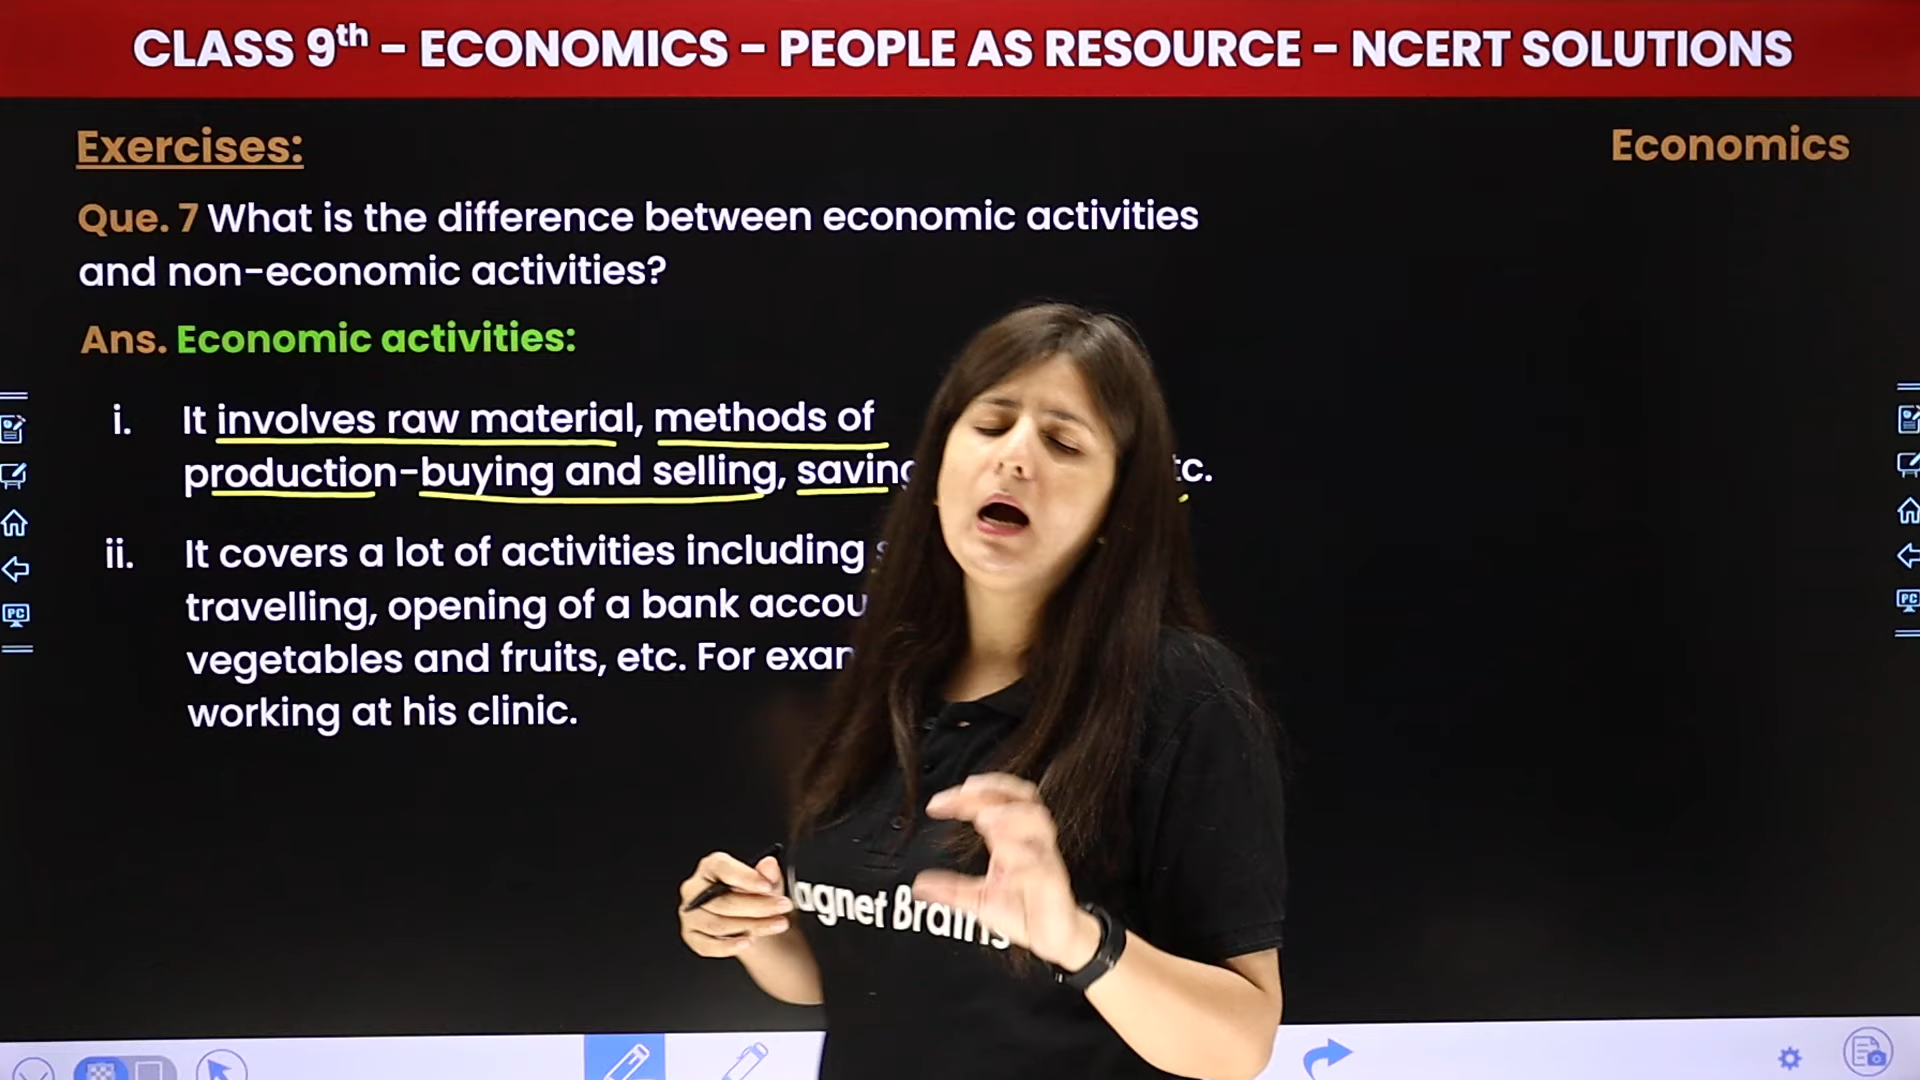 CLASS 9th – ECONOMICS – PEOPLE AS RESOURCE – NCERT SOLUTIONS
Exercises:
Economics
Que. 7 What is the difference between economic activities
and non-economic activities?
Ans. Economic activities:
i. It involves raw material, methods of
production-buying and selling,
ii. It covers a lot of activities including
travelling, opening of a bank
vegetables and fruits, etc. For
working at his clinic.
PC
PC